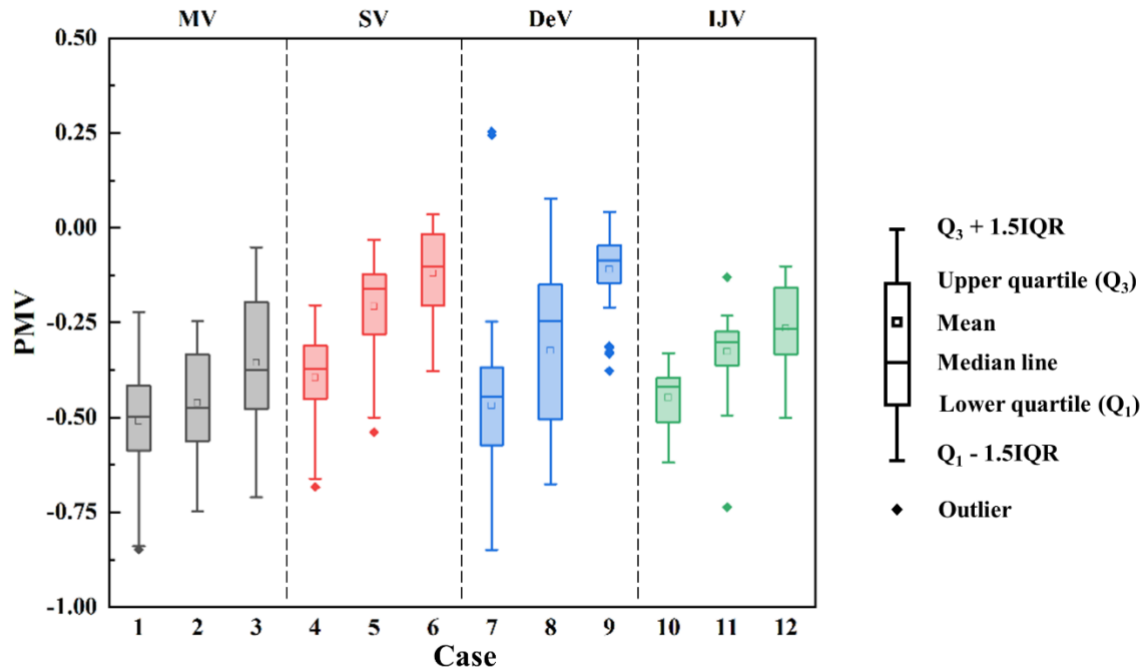 MV SV DeV IJV
0.50
0.25
0.00
-0.25
-0.50
-0.75
-1.00
PMV
1 2 3 4 5 6 7 8 9 10 11 12
Case
Q₃ + 1.5IQR
Upper quartile (Q₃)
Mean
Median line
Lower quartile (Q₁)
Q₁ - 1.5IQR
Outlier